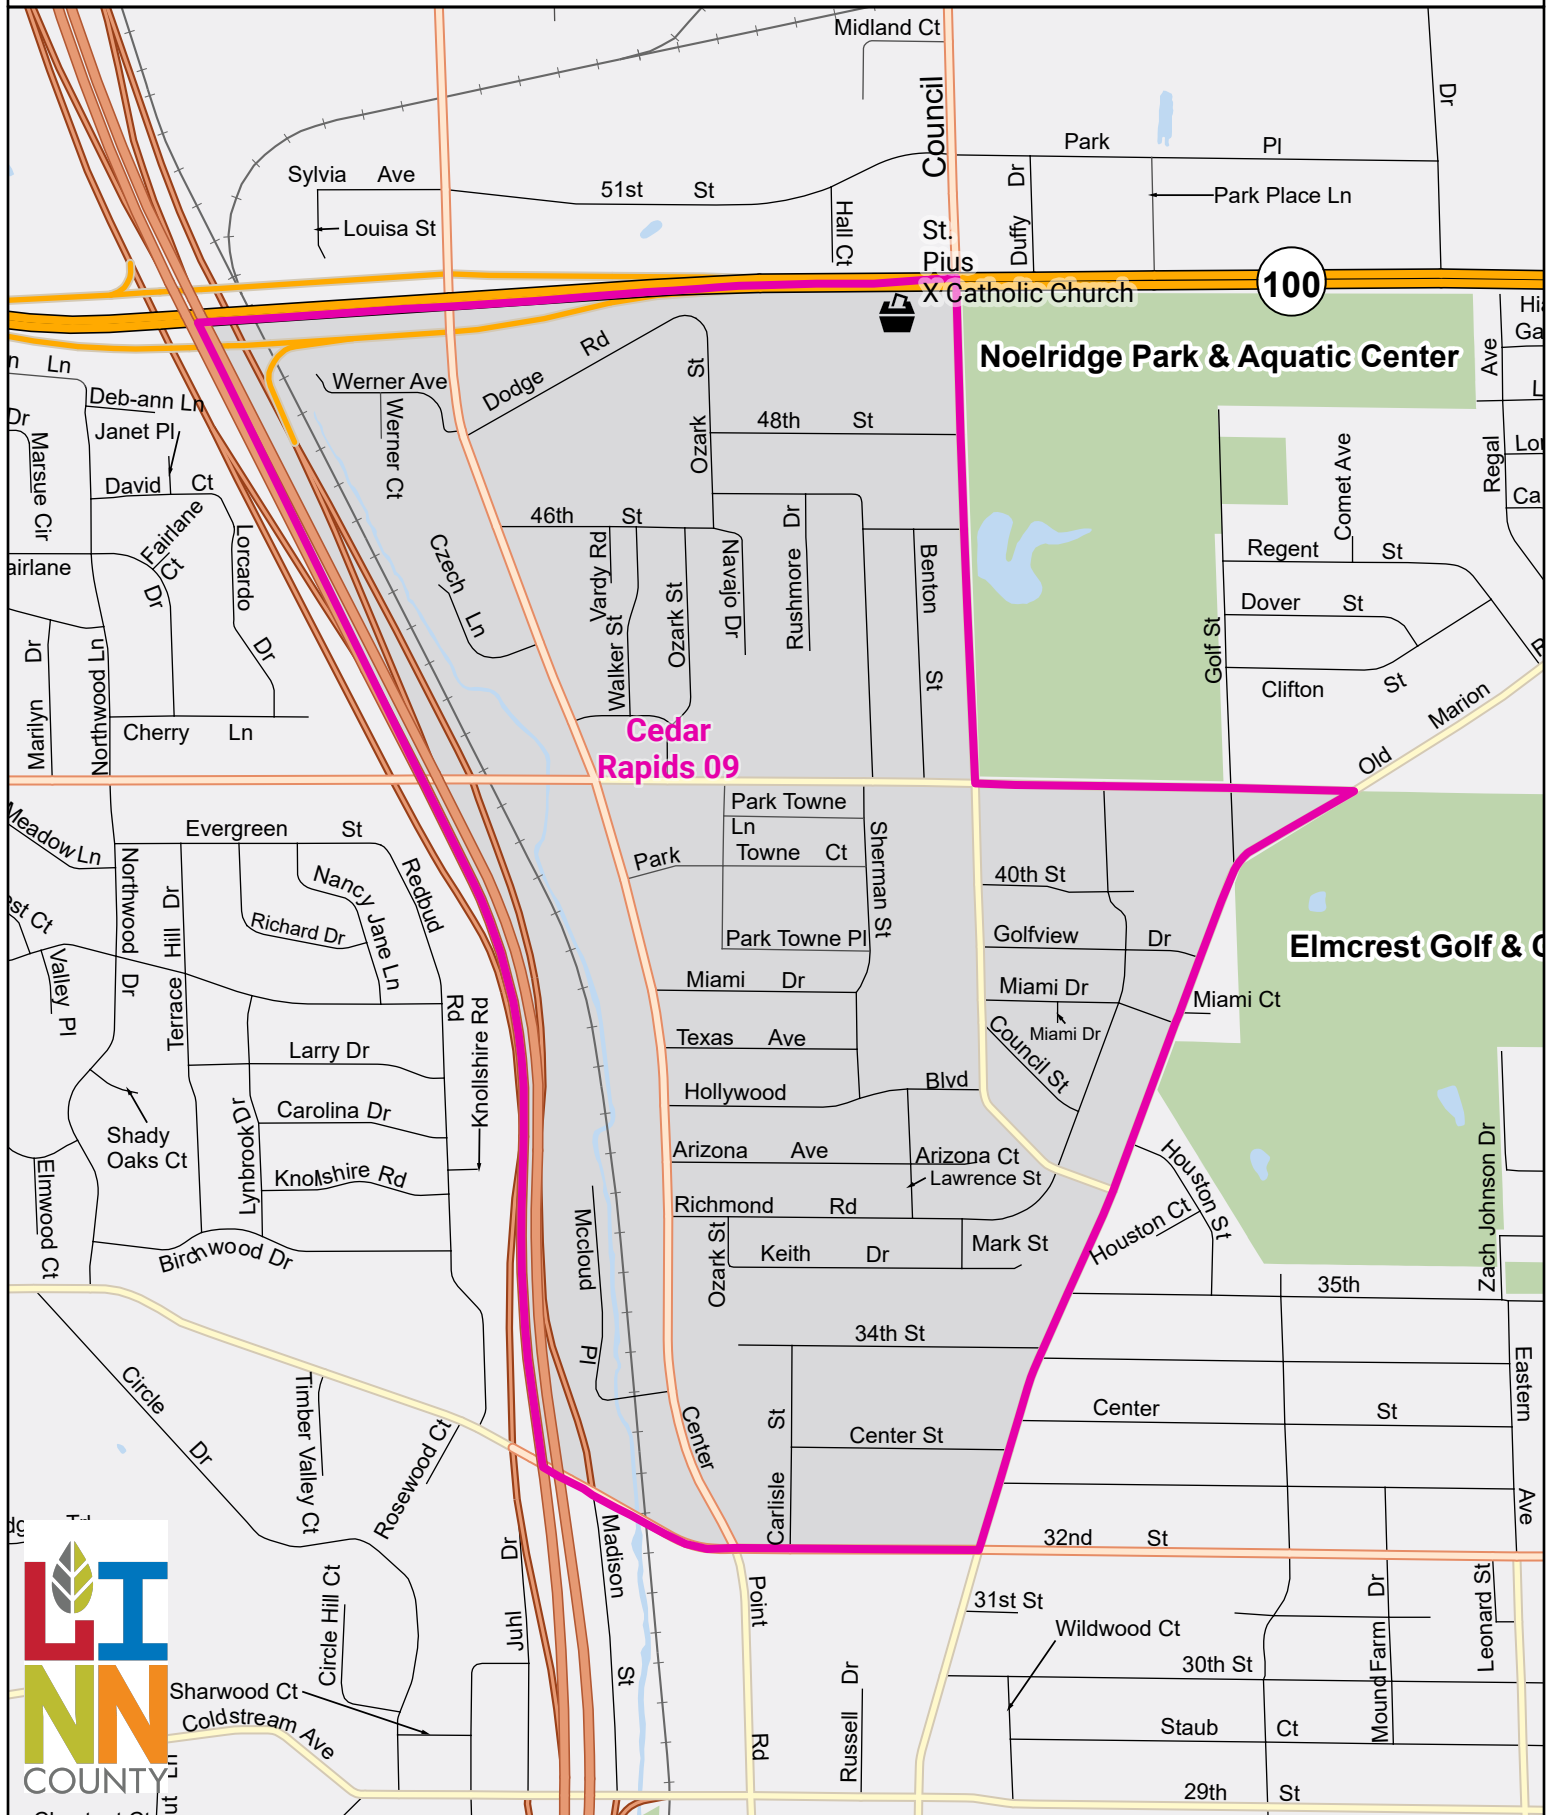 Midland Ct
Council
Dr
Park Pl
Sylvia Ave
51st St
Dr
Duffy
Park Place Ln
Louisa St
Hall Ct
St.
Pius
X Catholic Church
100
Noelridge Park & Aquatic Center
Ln
Werner Ave
Dodge Rd
St
Ozark
Ave
Regal
Deb-ann Ln
Janet Pl
Dr
Marsue Cir
Werner Ct
48th St
David Ct
Fairlane
Ct
Dr
Lorcardo
Dr
46th St
Vardy Rd
Walker St
Ozark St
Navajo Dr
Rushmore Dr
Benton
St
Comet Ave
Regent St
Dover St
Clifton St
Golf St
Old Marion
airlane
Czech
Ln
Marilyn Dr
Northwood Ln
Cherry Ln
Cedar
Rapids 09
Meadow Ln
Evergreen St
Park Towne
Ln
Park Towne Ct
Sherman St
40th St
Nancy Jane Ln
Richard Dr
Redbud
Rd
Northwood
Dr
Terrace Hill Dr
Park Towne Pl
Golfview Dr
Elmcrest Golf &
est Ct
Valley Pl
Miami Dr
Miami Dr
Miami Ct
Miami Dr
Council St
Knollshire Rd
Texas Ave
Larry Dr
Hollywood Blvd
Carolina Dr
Lynbrook Dr
Shady
Oaks Ct
Arizona Ave
Arizona Ct
Lawrence St
Knollshire Rd
Elmwood Ct
Richmond Rd
Ozark St
Keith Dr
Mark St
Houston St
Houston Ct
Zach Johnson Dr
Birchwood Dr
Mccloud
Pl
35th
34th St
Circle
Dr
Timber Valley Ct
Rosewood Ct
Center
Carlisle St
Center St
Center St
Eastern
Ave
32nd St
Trl
Juhl Dr
Madison
St
Point
Rd
Circle Hill Ct
31st St
Wildwood Ct
30th St
Mound Farm Dr
Leonard St
Russell Dr
Sharwood Ct
Coldstream Ave
Staub Ct
29th St
LINN
COUNTY